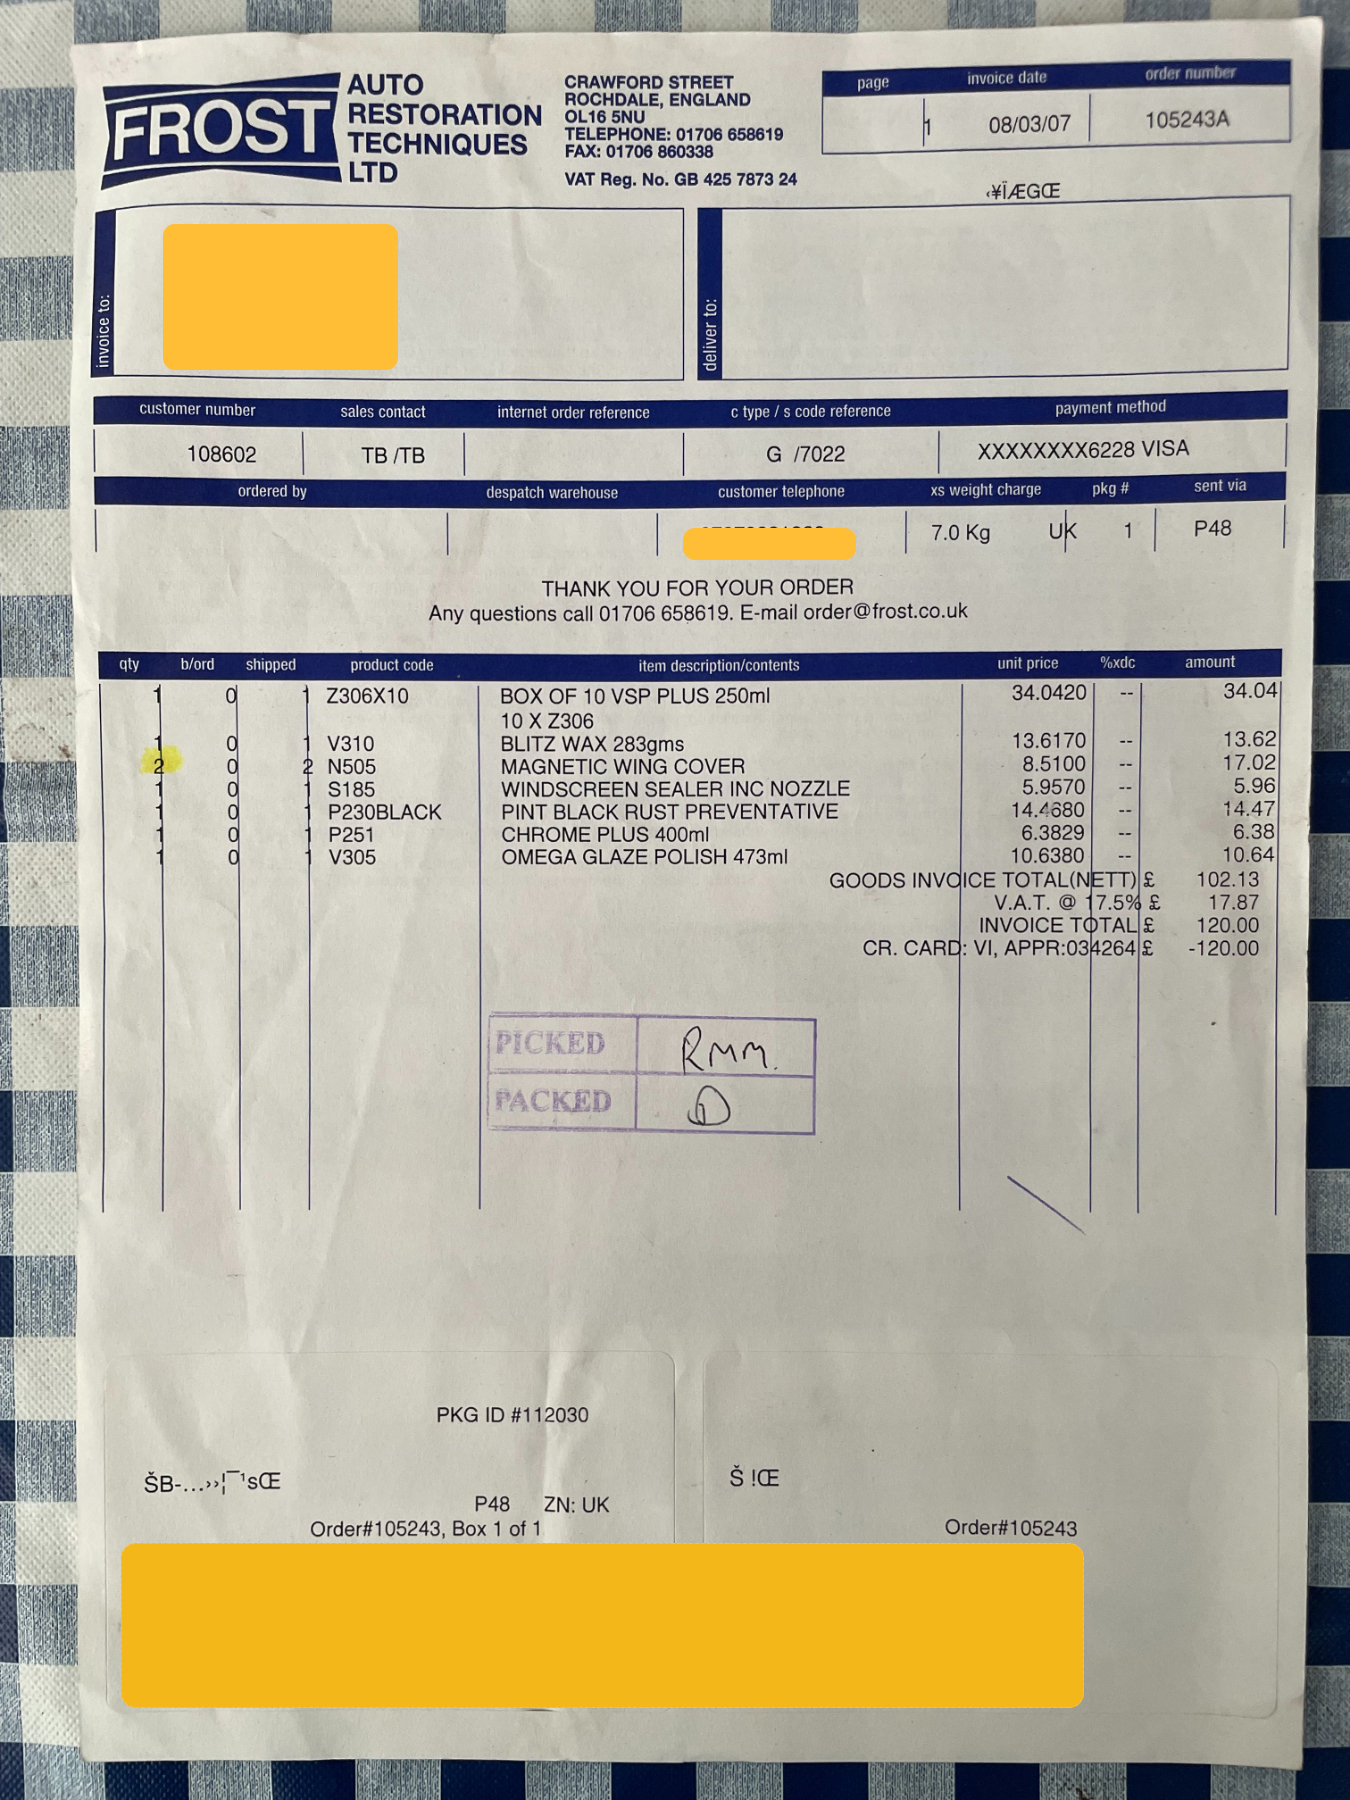 FROST
AUTO
RESTORATION
TECHNIQUES
LTD
CRAWFORD STREET
ROCHDALE, ENGLAND
OL16 5NU
TELEPHONE: 01706 658619
FAX: 01706 860338
VAT Reg. No. GB 425 7873 24
page invoice date order number
1 08/03/07 105243A
‹¥ÏÆGŒ
invoice to:
deliver to:
customer number sales contact internet order reference c type / s code reference payment method
108602 TB /TB G /7022 XXXXXXXX6228 VISA
ordered by despatch warehouse customer telephone xs weight charge pkg # sent via
7.0 Kg UK 1 P48
THANK YOU FOR YOUR ORDER
Any questions call 01706 658619. E-mail order@frost.co.uk
qty b/ord shipped product code item description/contents unit price %xdc amount
1 0 1 Z306X10 BOX OF 10 VSP PLUS 250ml 34.0420 -- 34.04
10 X Z306
1 0 1 V310 BLITZ WAX 283gms 13.6170 -- 13.62
2 0 2 N505 MAGNETIC WING COVER 8.5100 -- 17.02
1 0 1 S185 WINDSCREEN SEALER INC NOZZLE 5.9570 -- 5.96
1 0 1 P230BLACK PINT BLACK RUST PREVENTATIVE 14.4680 -- 14.47
1 0 1 P251 CHROME PLUS 400ml 6.3829 -- 6.38
1 0 1 V305 OMEGA GLAZE POLISH 473ml 10.6380 -- 10.64
GOODS INVOICE TOTAL(NETT) £ 102.13
V.A.T. @ 17.5% £ 17.87
INVOICE TOTAL £ 120.00
CR. CARD: VI, APPR:034264 £ -120.00
PICKED RMM.
PACKED
PKG ID #112030
ŠB-...››¦¯¹sŒ
P48 ZN: UK
Order#105243, Box 1 of 1
Š !Œ
Order#105243